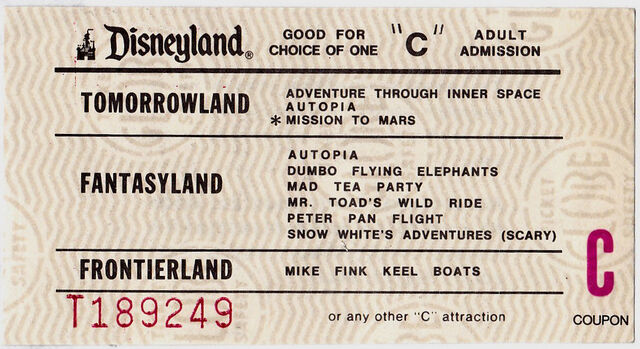 Disneyland® GOOD FOR "C" ADULT
CHOICE OF ONE ADMISSION
TOMORROWLAND
ADVENTURE THROUGH INNER SPACE
AUTOPIA
* MISSION TO MARS
FANTASYLAND
AUTOPIA
DUMBO FLYING ELEPHANTS
MAD TEA PARTY
MR. TOAD'S WILD RIDE
PETER PAN FLIGHT
SNOW WHITE'S ADVENTURES (SCARY)
FRONTIERLAND
MIKE FINK KEEL BOATS
C
T189249
or any other "C" attraction
COUPON